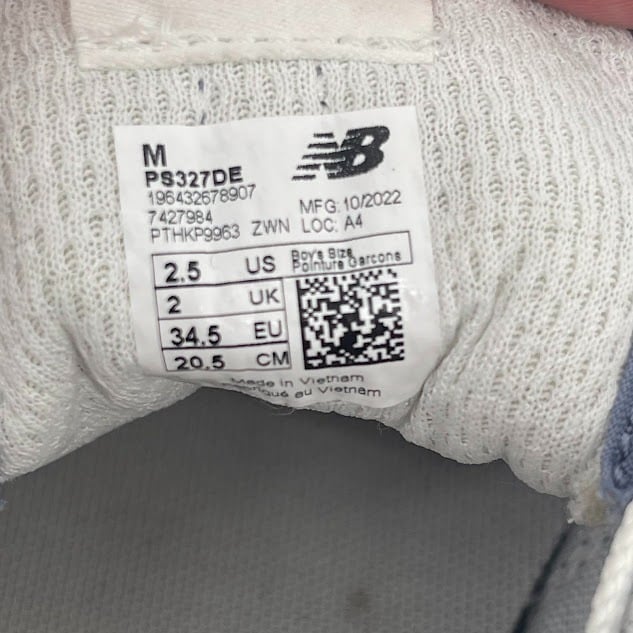 M
NB
PS327DE
196432678907
7427984 MFG: 10/2022
PTHKP9963 ZWN LOC: A4
2.5 US Boy's Size
Pointure Garcons
2 UK
34.5 EU
20.5 CM
Made in Vietnam
au Vietnam